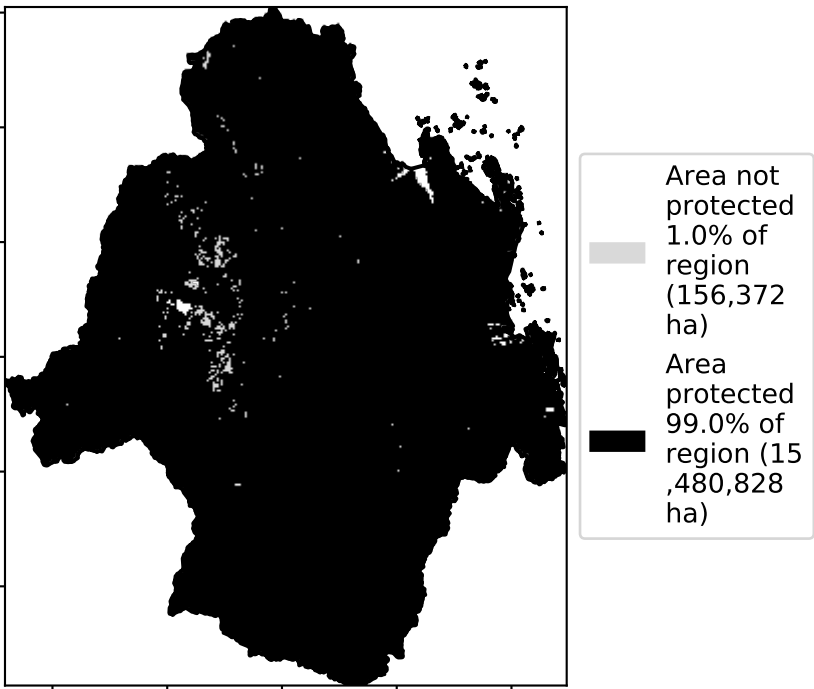 Area not
protected
1.0% of
region
(156,372
ha)
Area
protected
99.0% of
region (15
,480,828
ha)